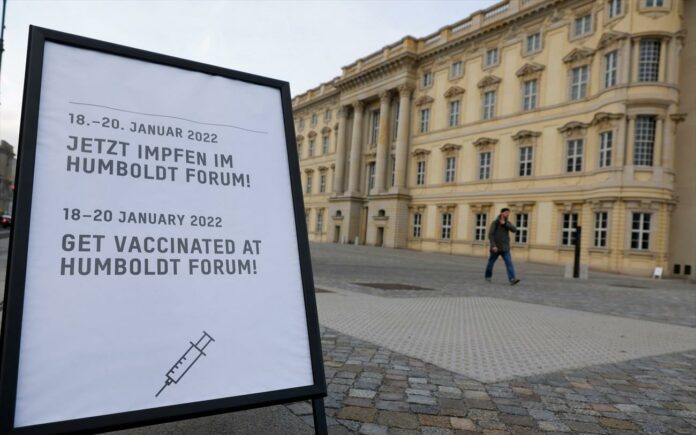 18.–20. JANUAR 2022
JETZT IMPFEN IM
HUMBOLDT FORUM!
18–20 JANUARY 2022
GET VACCINATED AT
HUMBOLDT FORUM!